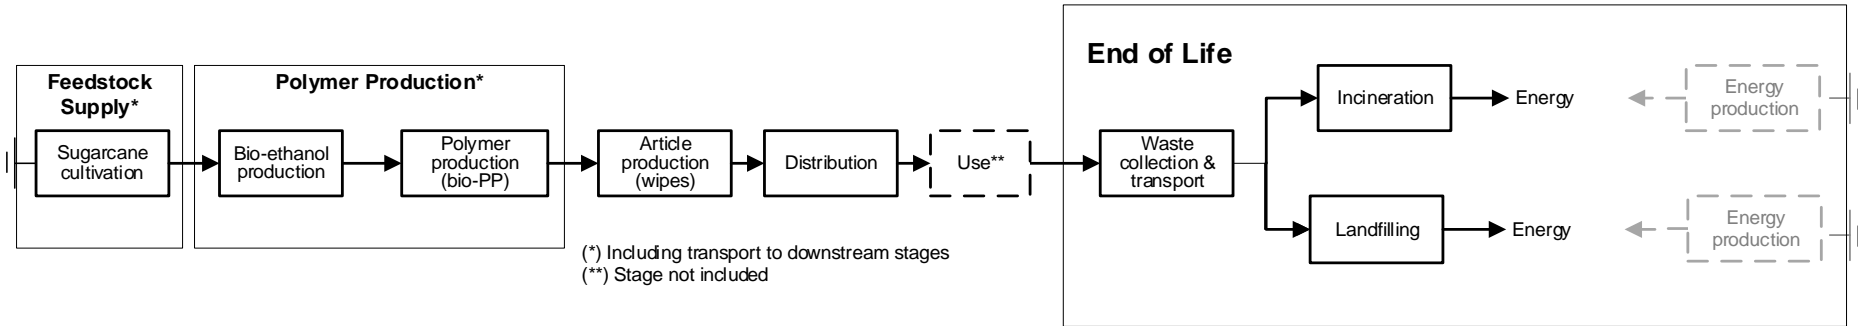 Feedstock
Supply*
Sugarcane
cultivation
Polymer Production*
Bio-ethanol
production
Polymer
production
(bio-PP)
Article
production
(wipes)
Distribution
Use**
(*) Including transport to downstream stages
(**) Stage not included
End of Life
Waste
collection &
transport
Incineration
Energy
Energy
production
Landfilling
Energy
Energy
production